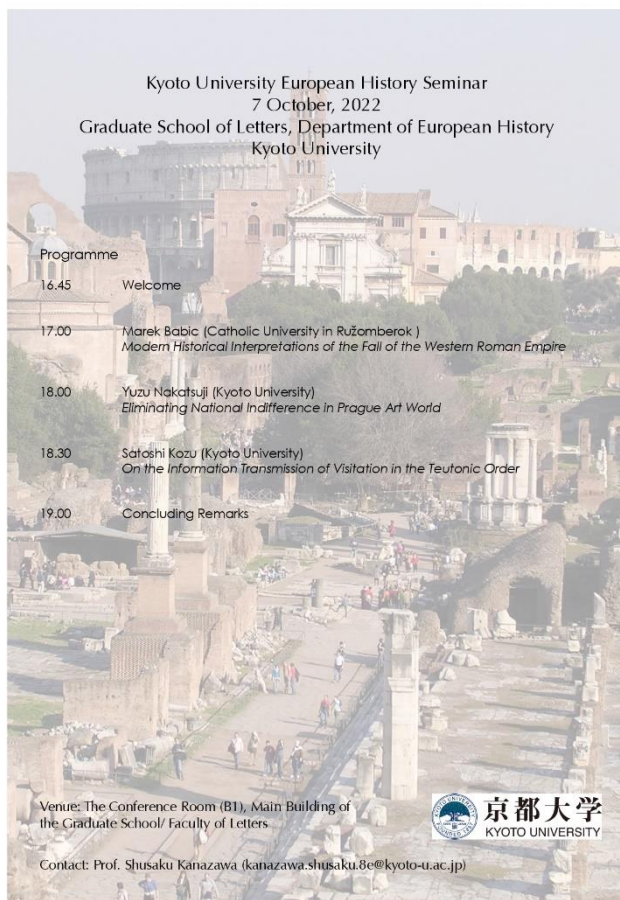 Kyoto University European History Seminar
7 October, 2022
Graduate School of Letters, Department of European History
Kyoto University
Programme
16.45 Welcome
17.00 Marek Babic (Catholic University in Ružomberok )
Modern Historical Interpretations of the Fall of the Western Roman Empire
18.00 Yuzu Nakatsuji (Kyoto University)
Eliminating National Indifference in Prague Art World
18.30 Satoshi Kozu (Kyoto University)
On the Information Transmission of Visitation in the Teutonic Order
19.00 Concluding Remarks
Venue: The Conference Room (B1), Main Building of
the Graduate School/ Faculty of Letters
京都大学
KYOTO UNIVERSITY
Contact: Prof. Shusaku Kanazawa (kanazawa.shusaku.8e@kyoto-u.ac.jp)